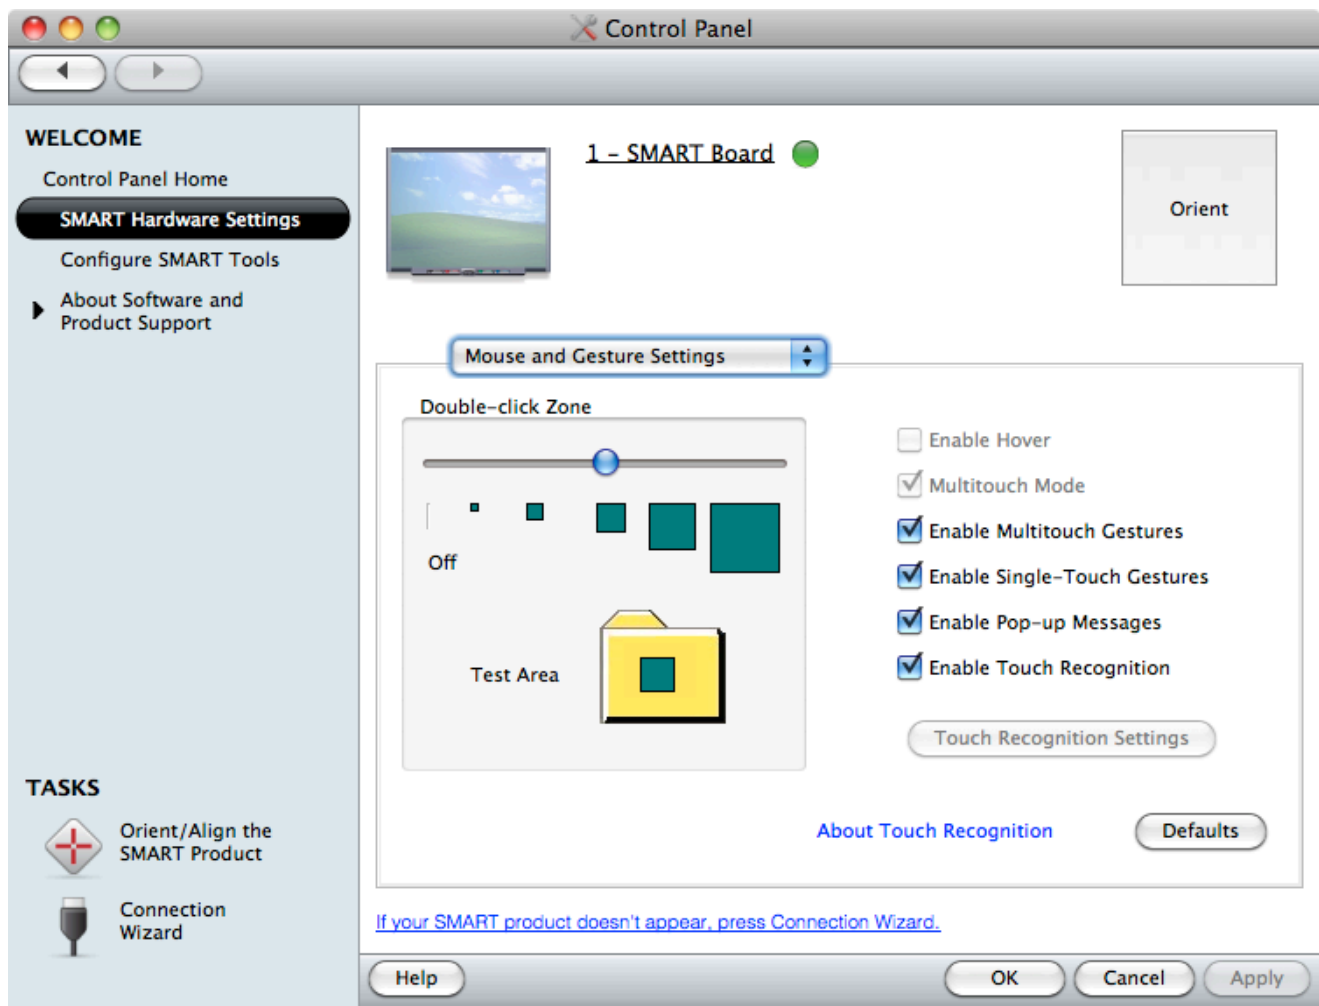 Control Panel
WELCOME
Control Panel Home
SMART Hardware Settings
Configure SMART Tools
About Software and
Product Support
1 - SMART Board
Orient
Mouse and Gesture Settings
Double-click Zone
Off
Test Area
Enable Hover
Multitouch Mode
Enable Multitouch Gestures
Enable Single-Touch Gestures
Enable Pop-up Messages
Enable Touch Recognition
Touch Recognition Settings
About Touch Recognition
Defaults
TASKS
Orient/Align the
SMART Product
Connection
Wizard
If your SMART product doesn't appear, press Connection Wizard.
Help
OK
Cancel
Apply